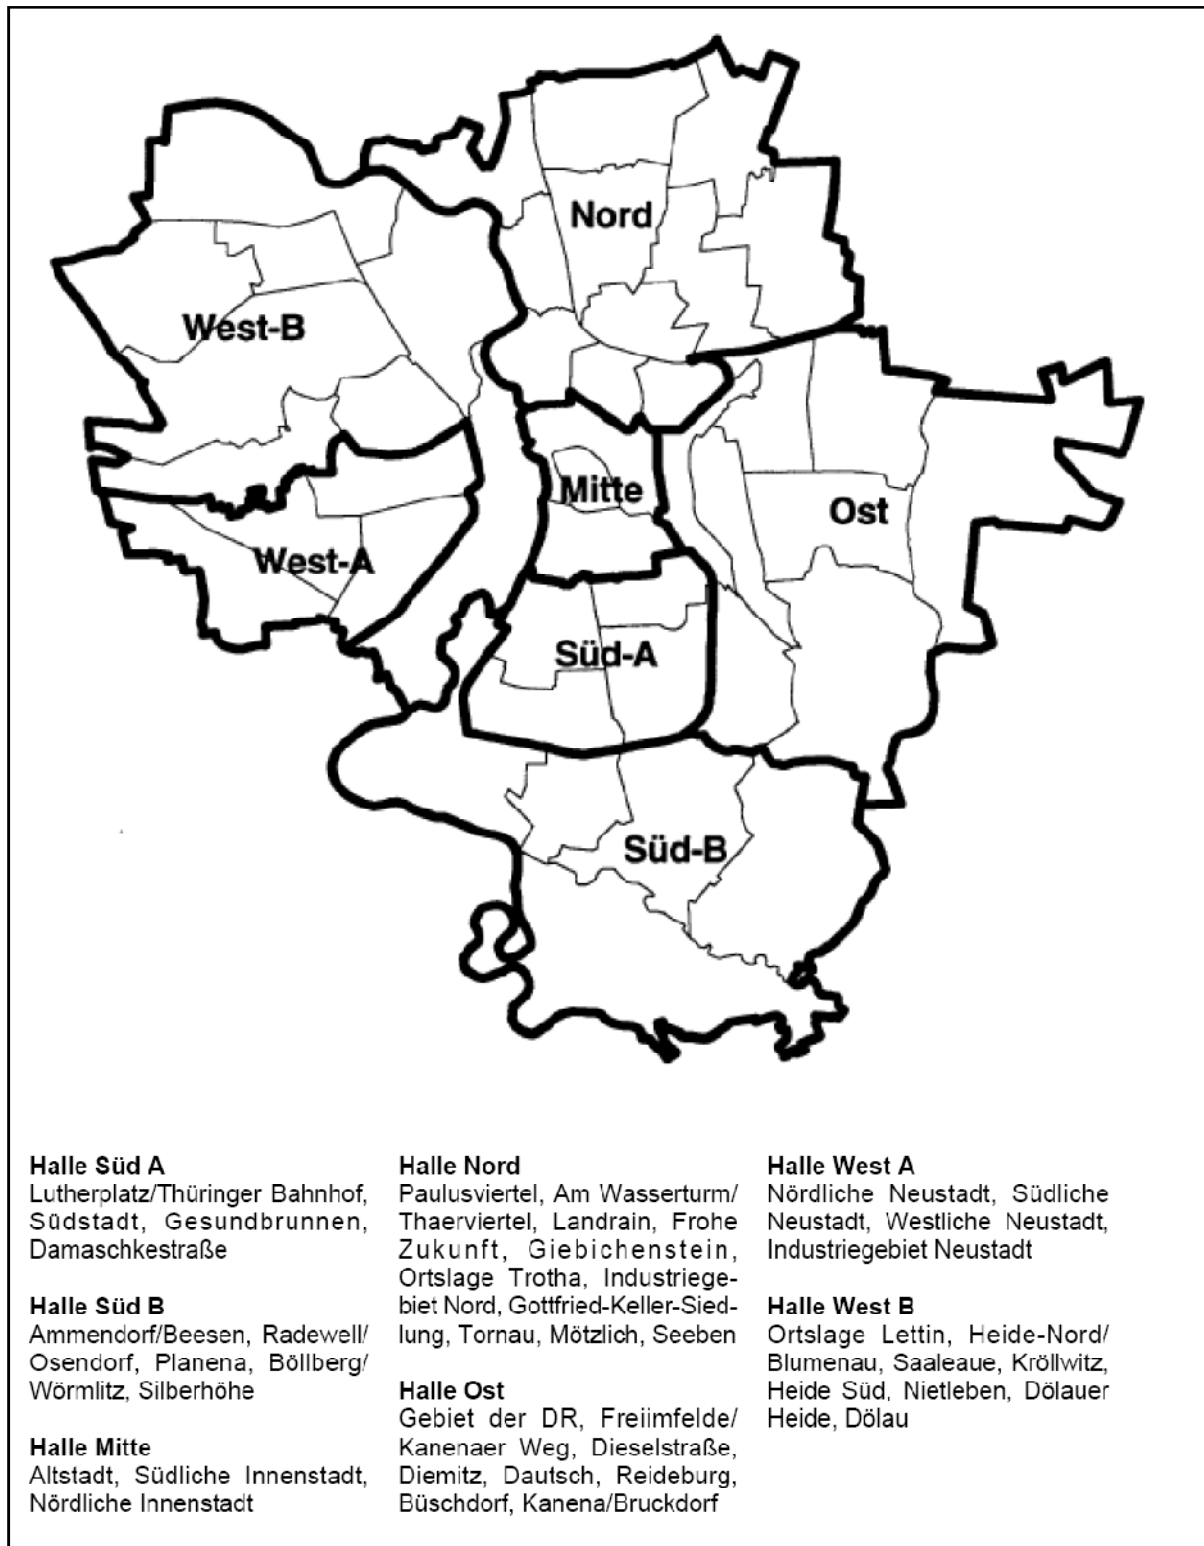 Nord
West-B
Mitte
Ost
West-A
Süd-A
Süd-B
Halle Süd A
Lutherplatz/Thüringer Bahnhof,
Südstadt, Gesundbrunnen,
Damaschkestraße
Halle Süd B
Ammendorf/Beesen, Radewell/
Osendorf, Planena, Böllberg/
Wörmlitz, Silberhöhe
Halle Mitte
Altstadt, Südliche Innenstadt,
Nördliche Innenstadt
Halle Nord
Paulusviertel, Am Wasserturm/
Thaerviertel, Landrain, Frohe
Zukunft, Giebichenstein,
Ortslage Trotha, Industriege-
biet Nord, Gottfried-Keller-Sied-
lung, Tornau, Mötzlich, Seeben
Halle Ost
Gebiet der DR, Freiimfelde/
Kanenaer Weg, Dieselstraße,
Diemitz, Dautsch, Reideburg,
Büschdorf, Kanena/Bruckdorf
Halle West A
Nördliche Neustadt, Südliche
Neustadt, Westliche Neustadt,
Industriegebiet Neustadt
Halle West B
Ortslage Lettin, Heide-Nord/
Blumenau, Saaleaue, Kröllwitz,
Heide Süd, Nietleben, Dölauer
Heide, Dölau